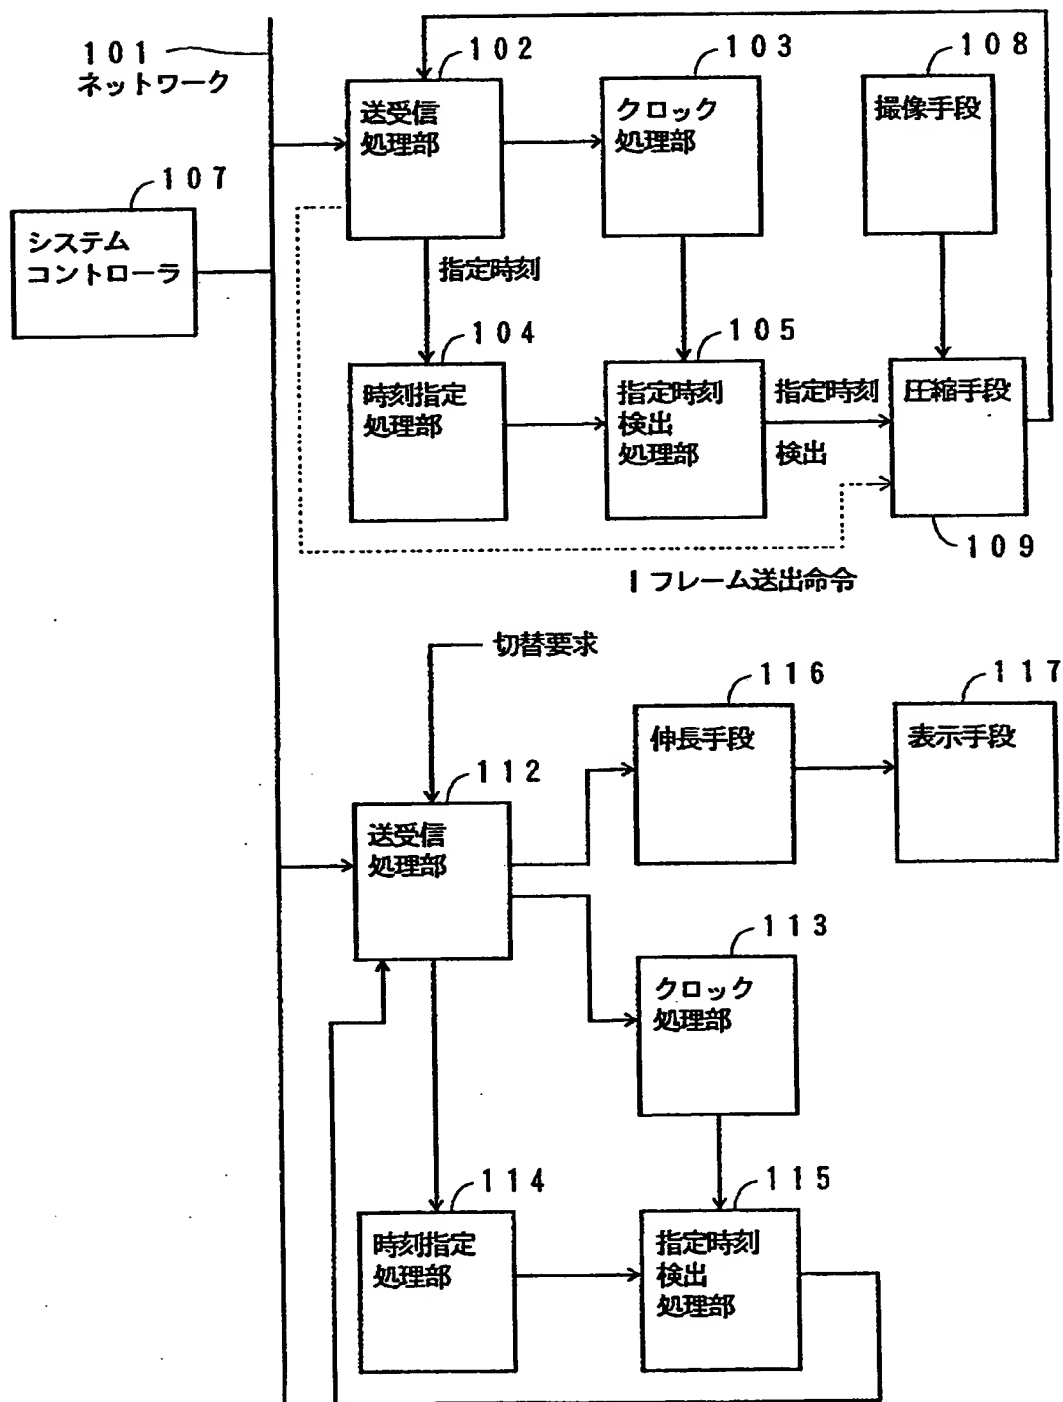 101
ネットワーク
102
送受信
処理部
103
クロック
処理部
108
撮像手段
107
システム
コントローラ
指定時刻
104
時刻指定
処理部
105
指定時刻
検出
処理部
指定時刻
検出
圧縮手段
109
Iフレーム送出命令
切替要求
116
伸長手段
117
表示手段
112
送受信
処理部
113
クロック
処理部
114
時刻指定
処理部
115
指定時刻
検出
処理部